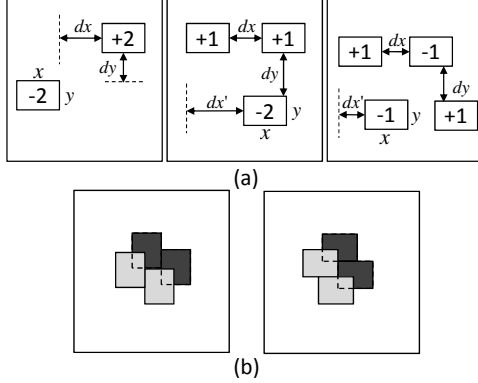 dx +2
dy
x
-2 y
+1 dx +1
dy
dx' -2 y
x
+1 dx -1
dy
dx' -1 y +1
x
(a)
(b)